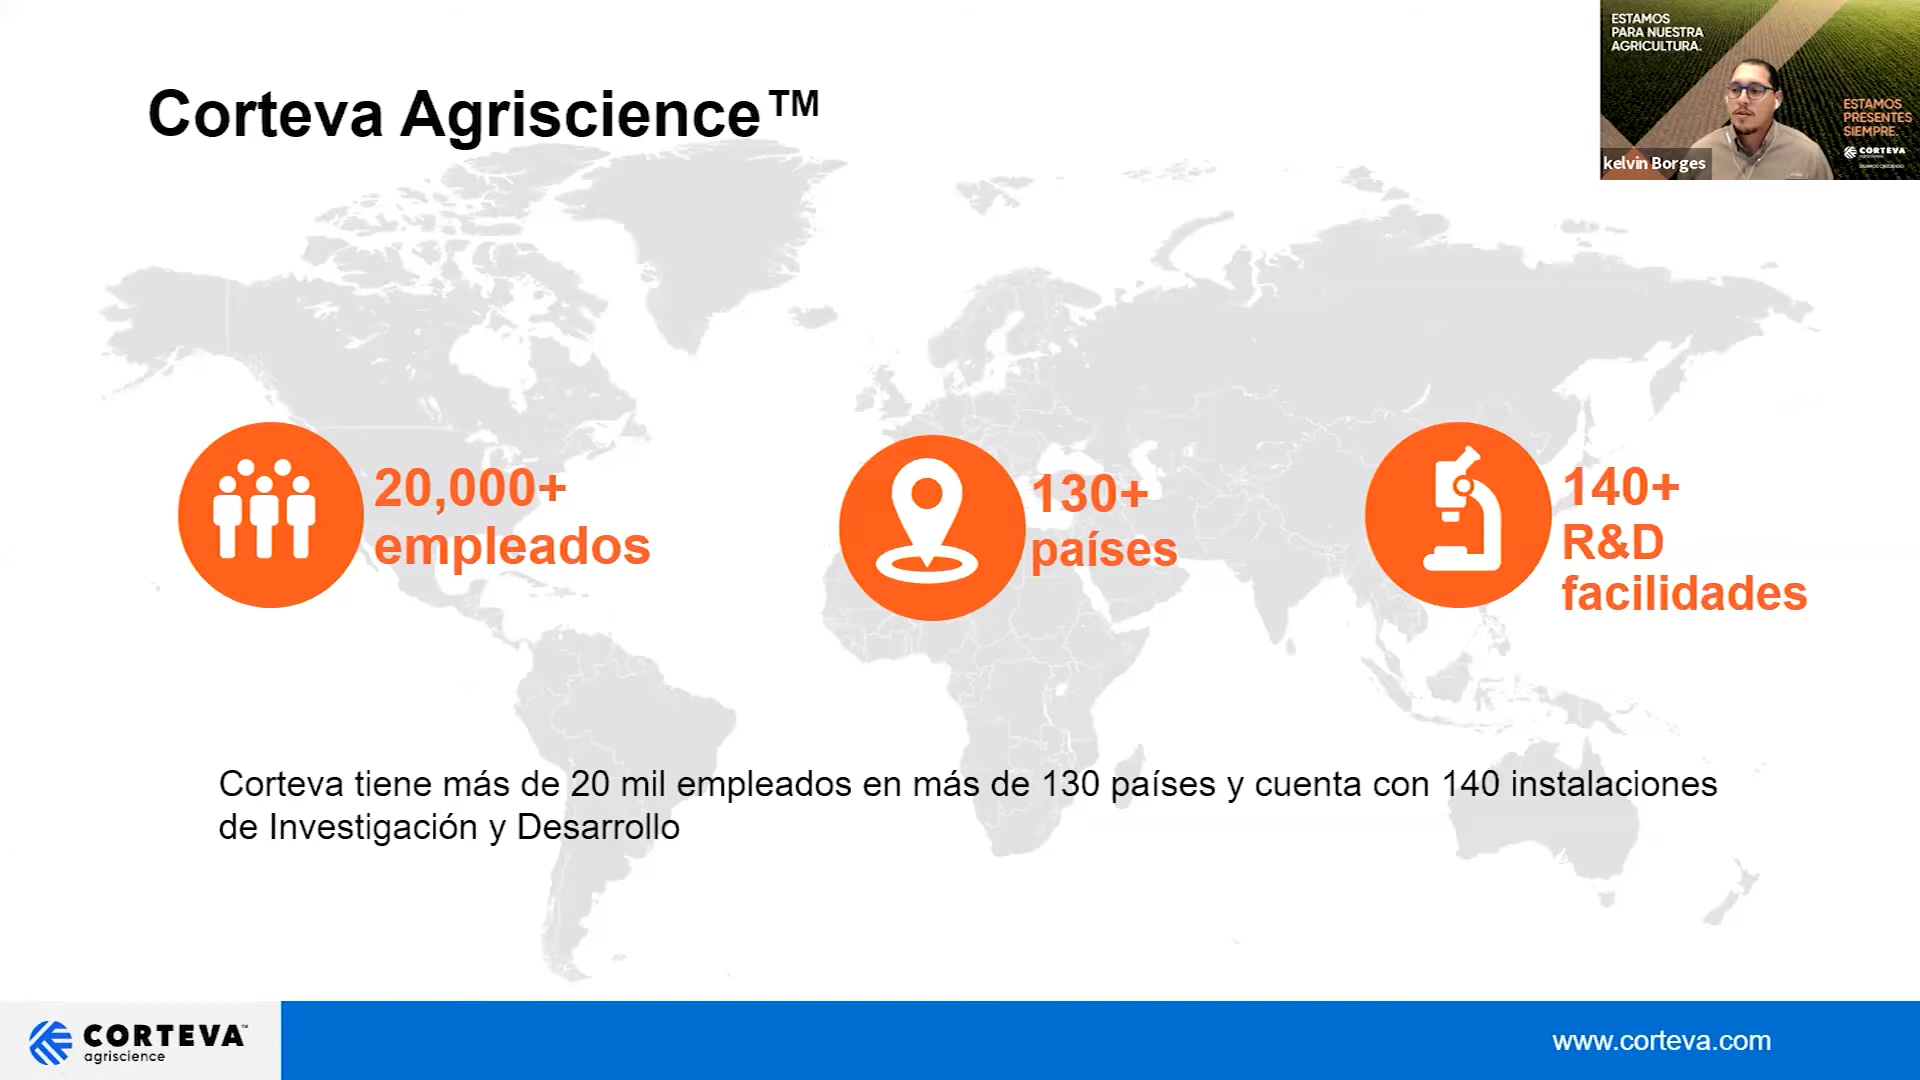 Corteva Agriscience™
ESTAMOS
PARA NUESTRA
AGRICULTURA.
ESTAMOS
PRESENTES
SIEMPRE.
CORTEVA
kelvin Borges
20,000+
empleados
130+
países
140+
R&D
facilidades
Corteva tiene más de 20 mil empleados en más de 130 países y cuenta con 140 instalaciones
de Investigación y Desarrollo
CORTEVA™
agriscience
www.corteva.com